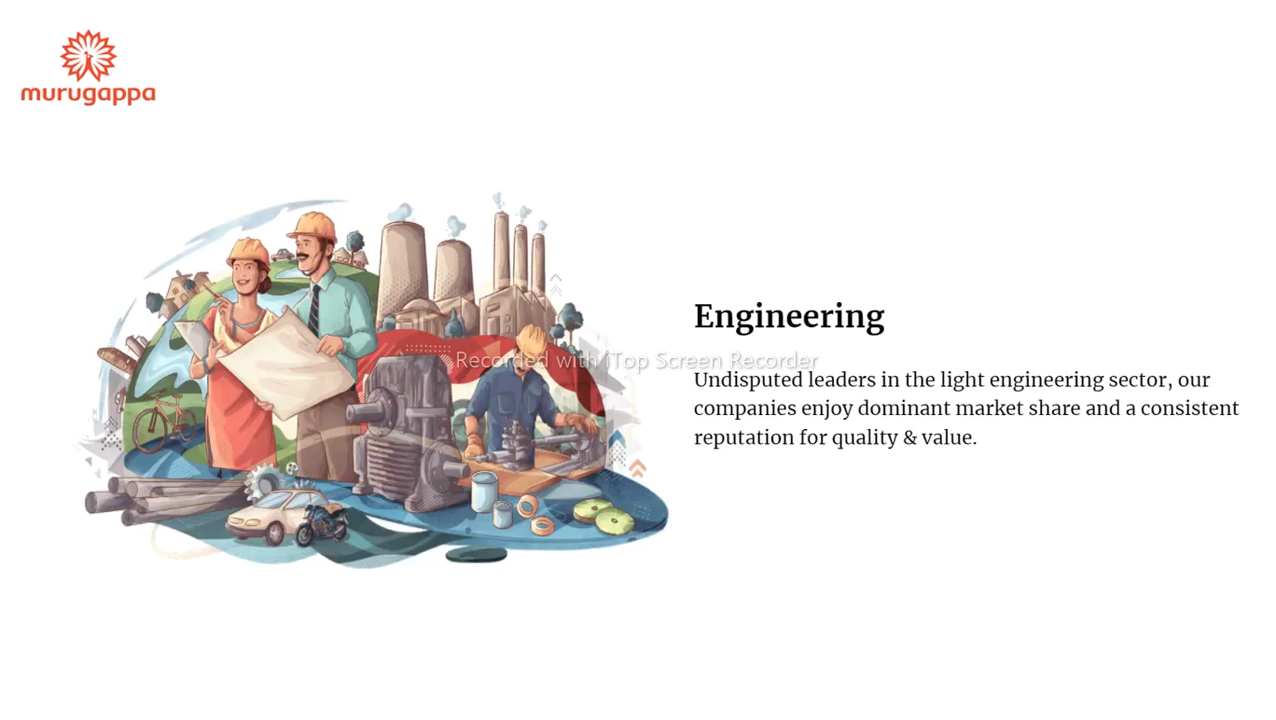 murugappa
Engineering
Recorded with iTop Screen Recorder
Undisputed leaders in the light engineering sector, our
companies enjoy dominant market share and a consistent
reputation for quality & value.